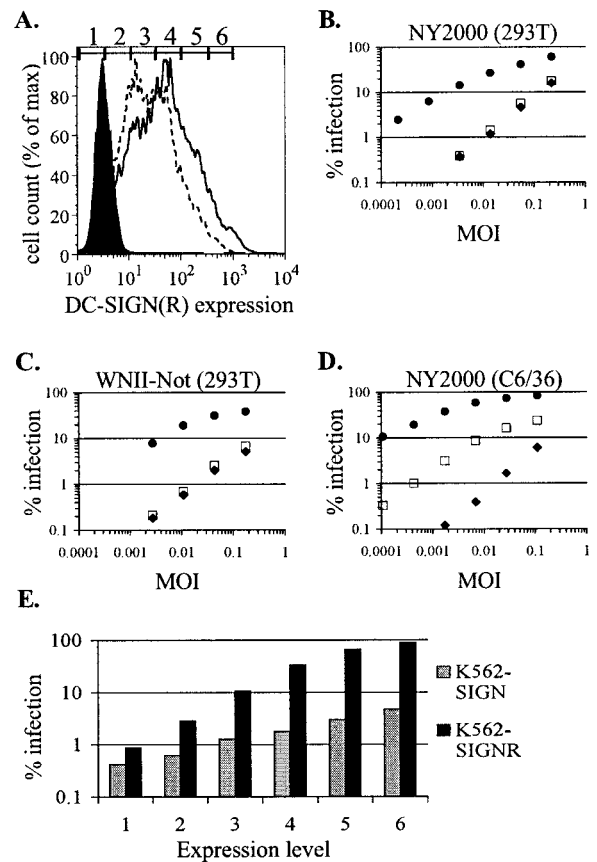 A.
1 2 3 4 5 6
cell count (% of max)
100
80
60
40
20
0
10^0 10^1 10^2 10^3 10^4
DC-SIGN(R) expression
B.
NY2000 (293T)
% infection
100
10
1
0.1
0.0001 0.001 0.01 0.1 1
MOI
C.
WNII-Not (293T)
% infection
100
10
1
0.1
0.0001 0.001 0.01 0.1 1
MOI
D.
NY2000 (C6/36)
% infection
100
10
1
0.1
0.0001 0.001 0.01 0.1 1
MOI
E.
% infection
100
10
1
0.1
1 2 3 4 5 6
Expression level
K562-
SIGN
K562-
SIGNR